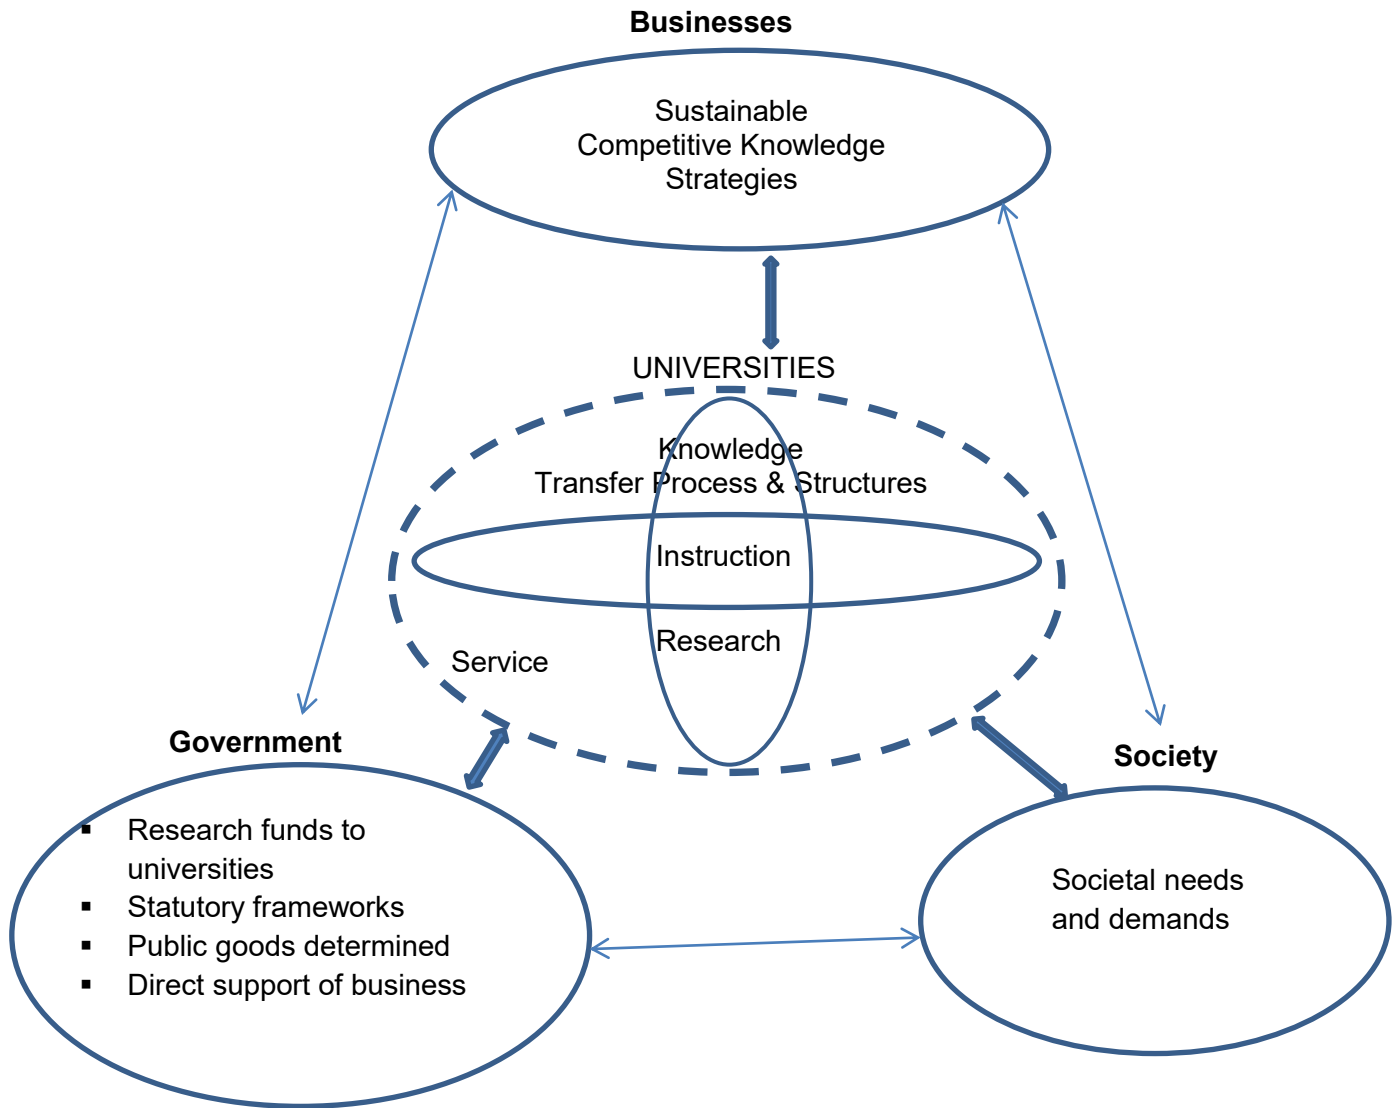 Businesses
Sustainable
Competitive Knowledge
Strategies
UNIVERSITIES
Knowledge
Transfer Process & Structures
Instruction
Research
Service
Government
▪ Research funds to
universities
▪ Statutory frameworks
▪ Public goods determined
▪ Direct support of business
Society
Societal needs
and demands